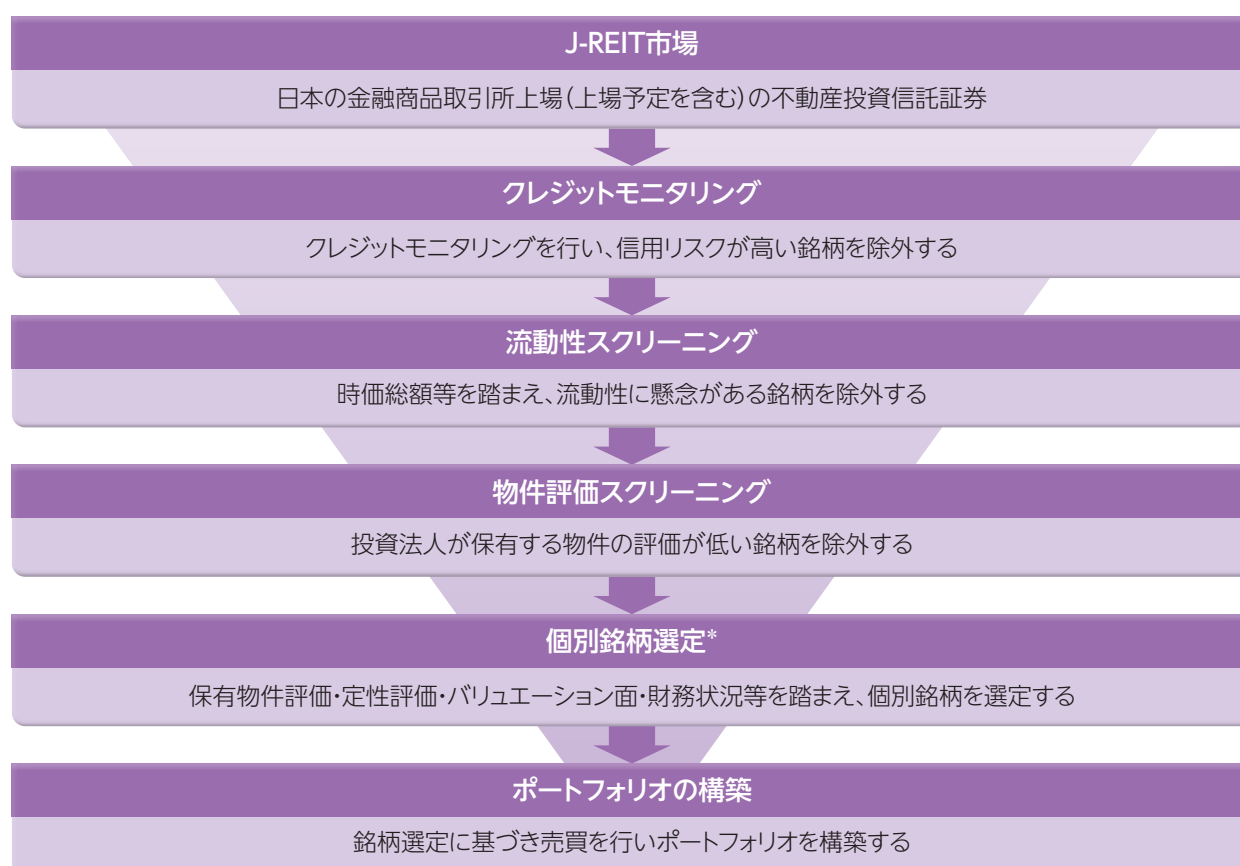 J-REIT市場
日本の金融商品取引所上場(上場予定を含む)の不動産投資信託証券
クレジットモニタリング
クレジットモニタリングを行い、信用リスクが高い銘柄を除外する
流動性スクリーニング
時価総額等を踏まえ、流動性に懸念がある銘柄を除外する
物件評価スクリーニング
投資法人が保有する物件の評価が低い銘柄を除外する
個別銘柄選定*
保有物件評価・定性評価・バリュエーション面・財務状況等を踏まえ、個別銘柄を選定する
ポートフォリオの構築
銘柄選定に基づき売買を行いポートフォリオを構築する